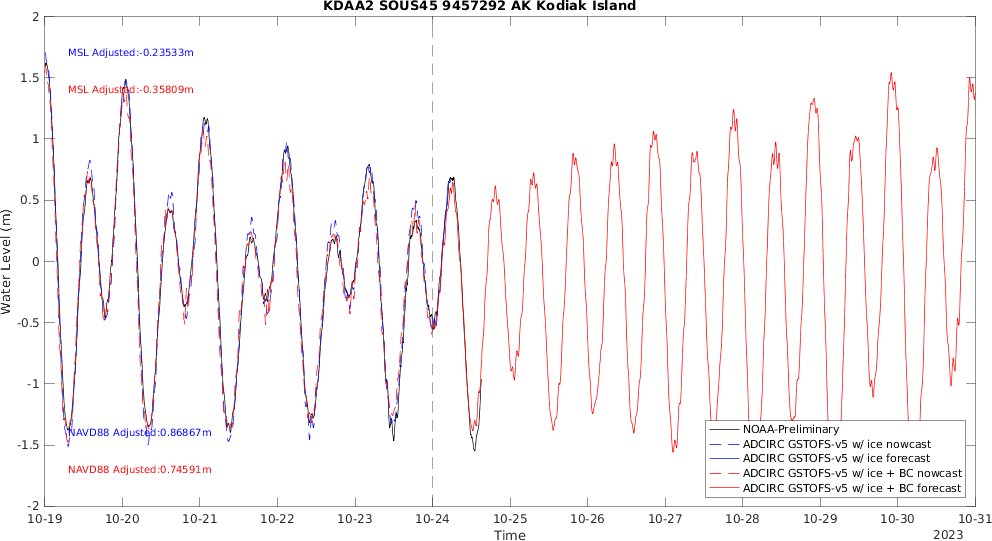 KDAA2 SOUS45 9457292 AK Kodiak Island
2
1.5
1
0.5
0
-0.5
-1
-1.5
-2
Water Level (m)
MSL Adjusted:-0.23533m
MSL Adjusted:-0.35809m
NAVD88 Adjusted:0.86867m
NAVD88 Adjusted:0.74591m
NOAA-Preliminary
ADCIRC GSTOFS-v5 w/ ice nowcast
ADCIRC GSTOFS-v5 w/ ice forecast
ADCIRC GSTOFS-v5 w/ ice + BC nowcast
ADCIRC GSTOFS-v5 w/ ice + BC forecast
10-19 10-20 10-21 10-22 10-23 10-24 10-25 10-26 10-27 10-28 10-29 10-30 10-31
Time
2023